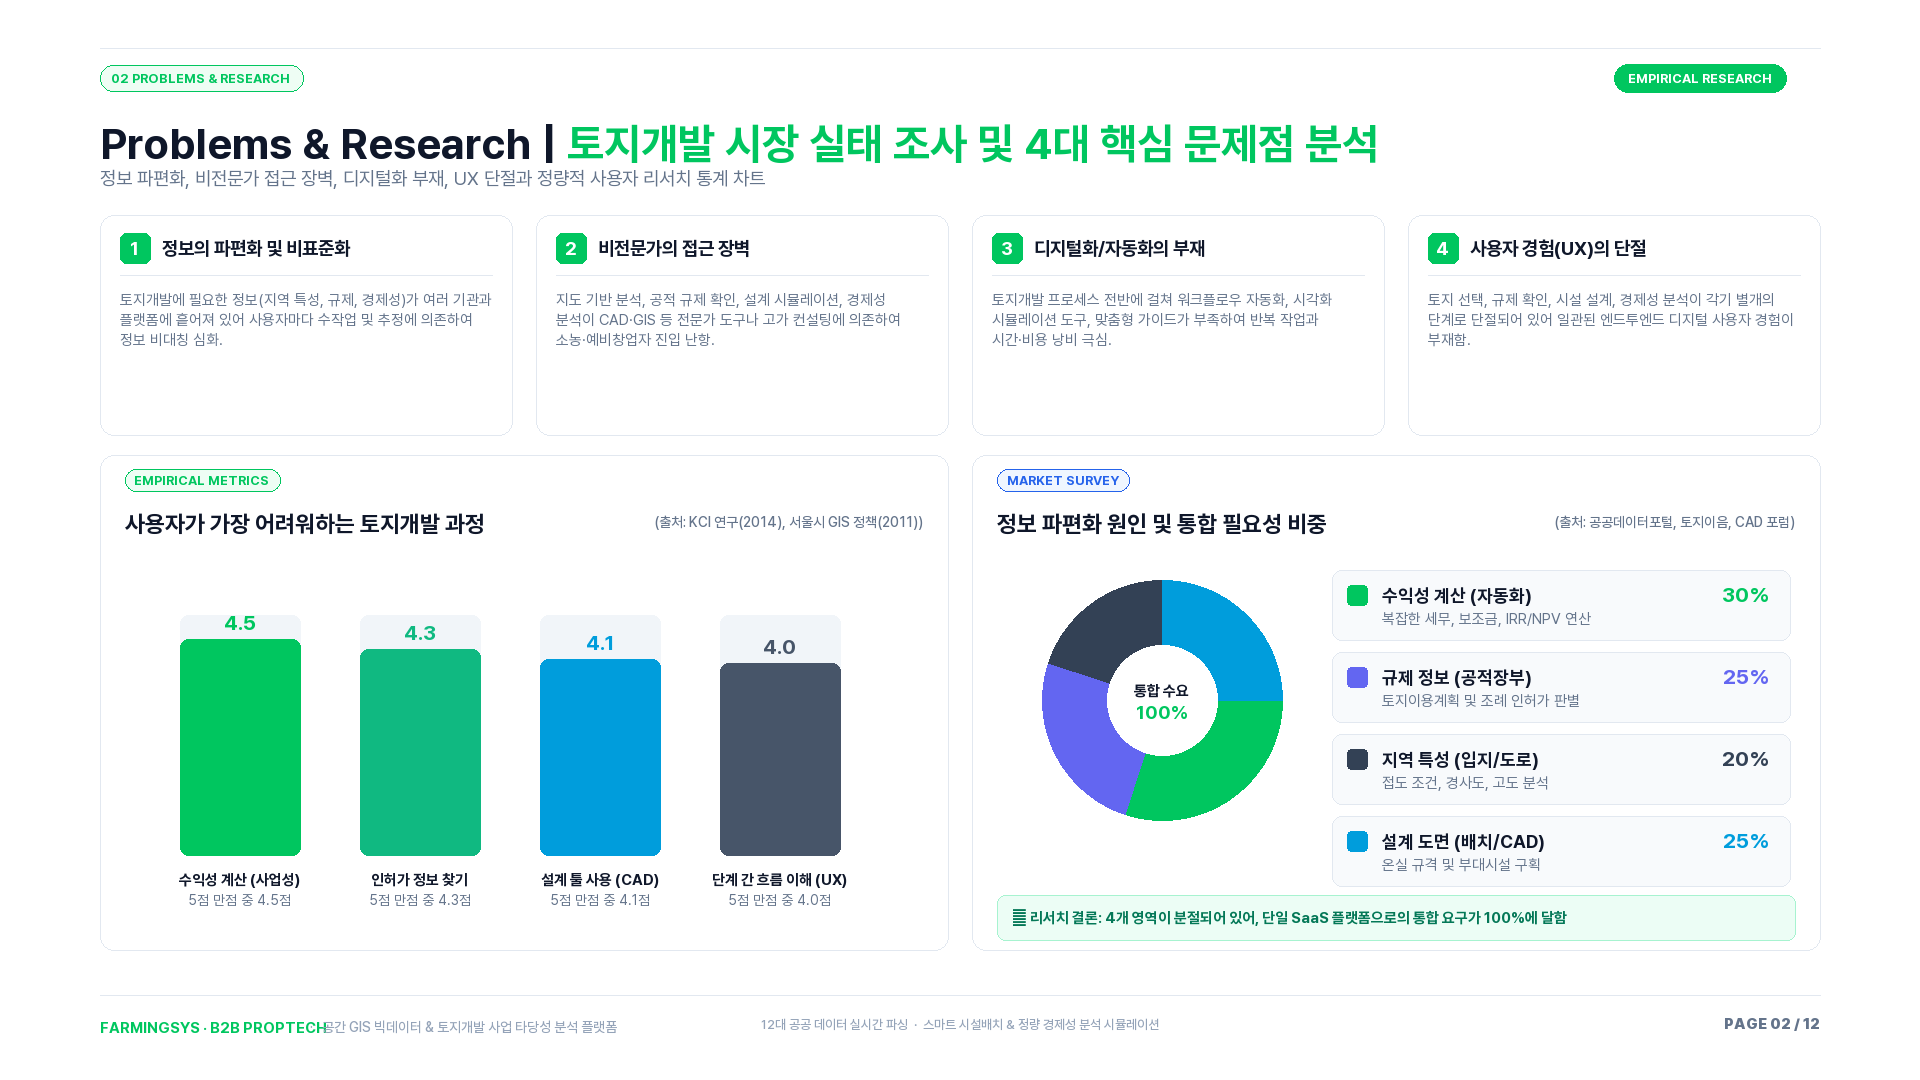 02 PROBLEMS & RESEARCH
EMPIRICAL RESEARCH
Problems & Research | 토지개발 시장 실태 조사 및 4대 핵심 문제점 분석
정보 파편화, 비전문가 접근 장벽, 디지털화 부재, UX 단절과 정량적 사용자 리서치 통계 차트
1 정보의 파편화 및 비표준화
토지개발에 필요한 정보(지역 특성, 규제, 경제성)가 여러 기관과
플랫폼에 흩어져 있어 사용자마다 수작업 및 추정에 의존하여
정보 비대칭 심화.
2 비전문가의 접근 장벽
지도 기반 분석, 공적 규제 확인, 설계 시뮬레이션, 경제성
분석이 CAD·GIS 등 전문가 도구나 고가 컨설팅에 의존하여
소농·예비창업자 진입 난항.
3 디지털화/자동화의 부재
토지개발 프로세스 전반에 걸쳐 워크플로우 자동화, 시각화
시뮬레이션 도구, 맞춤형 가이드가 부족하여 반복 작업과
시간·비용 낭비 극심.
4 사용자 경험(UX)의 단절
토지 선택, 규제 확인, 시설 설계, 경제성 분석이 각기 별개의
단계로 단절되어 있어 일관된 엔드투엔드 디지털 사용자 경험이
부재함.
EMPIRICAL METRICS
사용자가 가장 어려워하는 토지개발 과정
(출처: KCI 연구(2014), 서울시 GIS 정책(2011))
4.5
4.3
4.1
4.0
수익성 계산 (사업성)
5점 만점 중 4.5점
인허가 정보 찾기
5점 만점 중 4.3점
설계 툴 사용 (CAD)
5점 만점 중 4.1점
단계 간 흐름 이해 (UX)
5점 만점 중 4.0점
MARKET SURVEY
정보 파편화 원인 및 통합 필요성 비중
(출처: 공공데이터포털, 토지이음, CAD 포럼)
통합 수요
100%
수익성 계산 (자동화) 30%
복잡한 세무, 보조금, IRR/NPV 연산
규제 정보 (공적장부) 25%
토지이용계획 및 조례 인허가 판별
지역 특성 (입지/도로) 20%
접도 조건, 경사도, 고도 분석
설계 도면 (배치/CAD) 25%
온실 규격 및 부대시설 구획
리서치 결론: 4개 영역이 분절되어 있어, 단일 SaaS 플랫폼으로의 통합 요구가 100%에 달함
FARMINGSYS · B2B PROPTECH
공간 GIS 빅데이터 & 토지개발 사업 타당성 분석 플랫폼
12대 공공 데이터 실시간 파싱 · 스마트 시설배치 & 정량 경제성 분석 시뮬레이션
PAGE 02 / 12